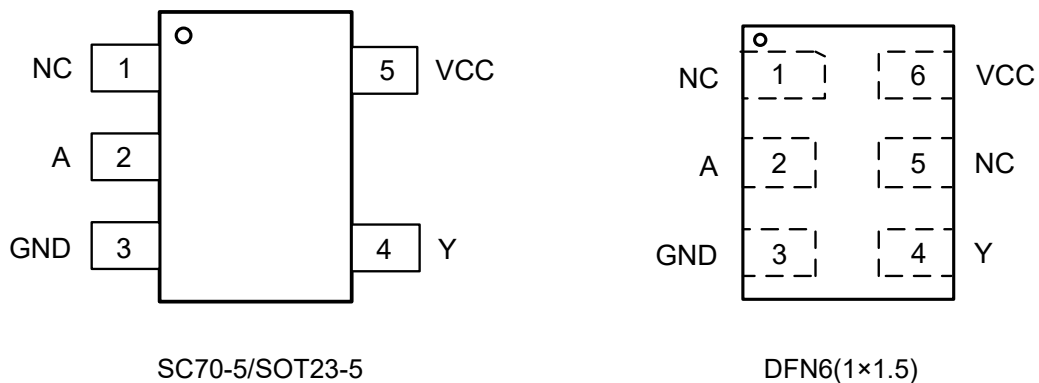 NC 1 5 VCC
A 2
GND 3 4 Y
SC70-5/SOT23-5
NC 1 6 VCC
A 2 5 NC
GND 3 4 Y
DFN6(1×1.5)